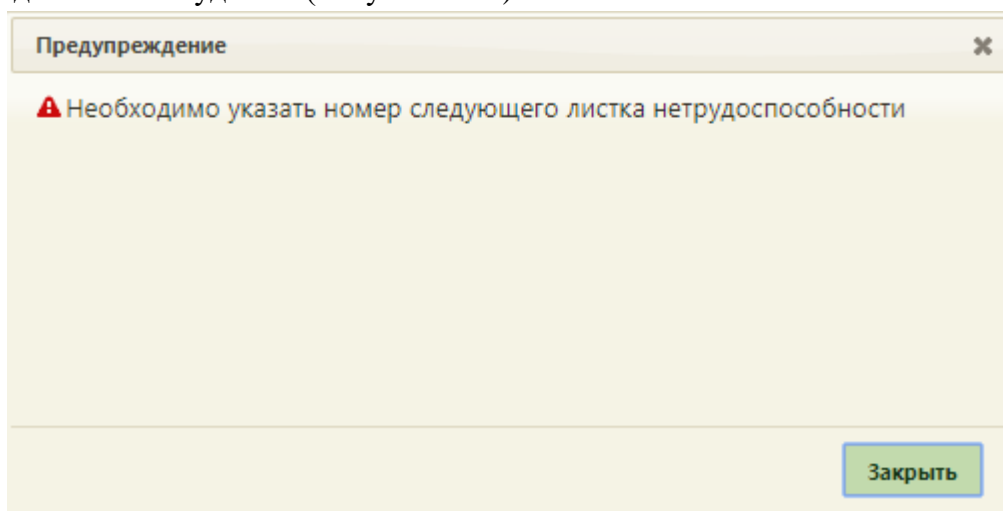 Предупреждение
Необходимо указать номер следующего листка нетрудоспособности
Закрыть